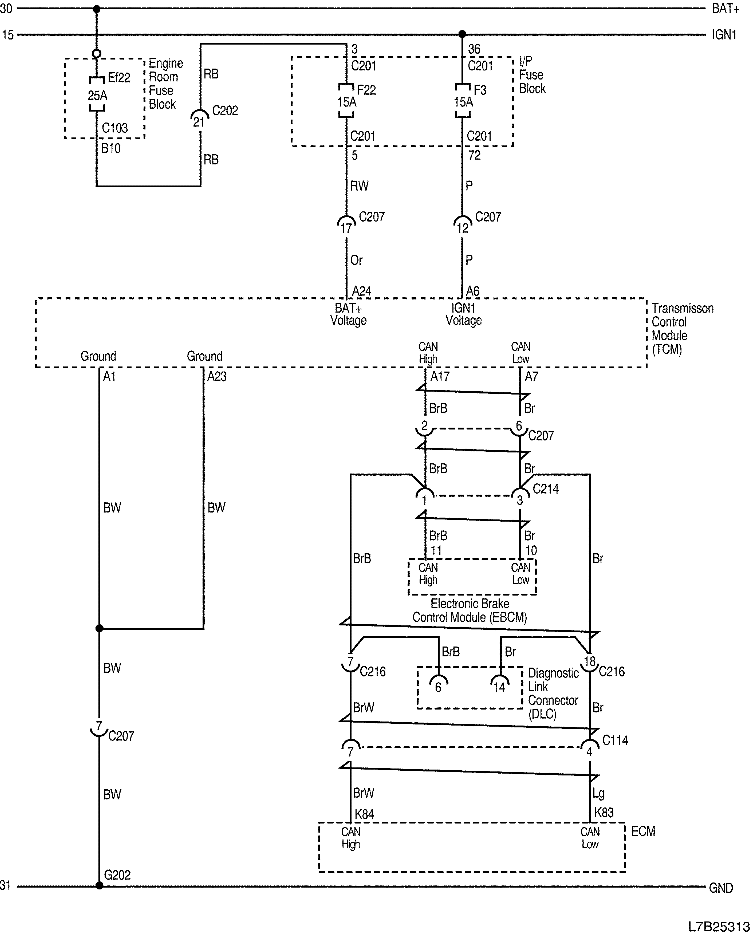 30
BAT+
15
IGN1
3
36
Engine
Room
Fuse
Block
Ef22
25A
C103
B10
RB
C202
21
RB
C201
C201
I/P
Fuse
Block
F22
15A
F3
15A
C201
C201
5
72
RW
P
C207
17
C207
12
Or
P
A24
A6
BAT+
Voltage
IGN1
Voltage
Transmisson
Control
Module
(TCM)
Ground
Ground
CAN
High
CAN
Low
A1
A23
A17
A7
BrB
Br
2
6
C207
BrB
Br
C214
1
3
BW
BW
BrB
Br
11
10
BrB
Br
CAN
High
CAN
Low
Electronic Brake
Control Module (EBCM)
BW
BrB
Br
7
C216
18
C216
6
14
Diagnostic
Link
Connector
(DLC)
BrW
Br
7
C207
7
C114
4
BW
BrW
Lg
K84
K83
CAN
High
CAN
Low
ECM
G202
31
GND
L7B25313